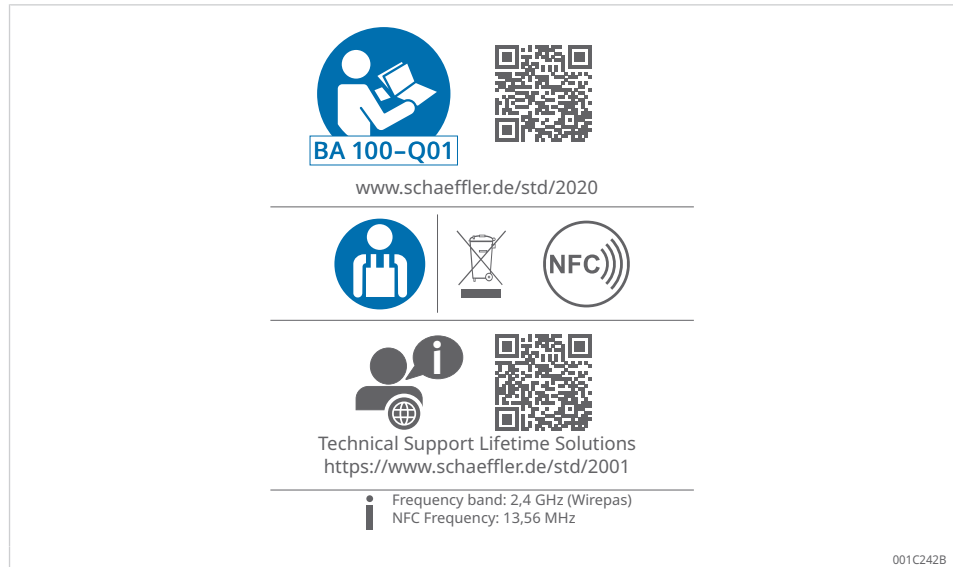 BA 100–Q01
www.schaeffler.de/std/2020
NFC
i
Technical Support Lifetime Solutions
https://www.schaeffler.de/std/2001
i Frequency band: 2,4 GHz (Wirepas)
NFC Frequency: 13,56 MHz
001C242B